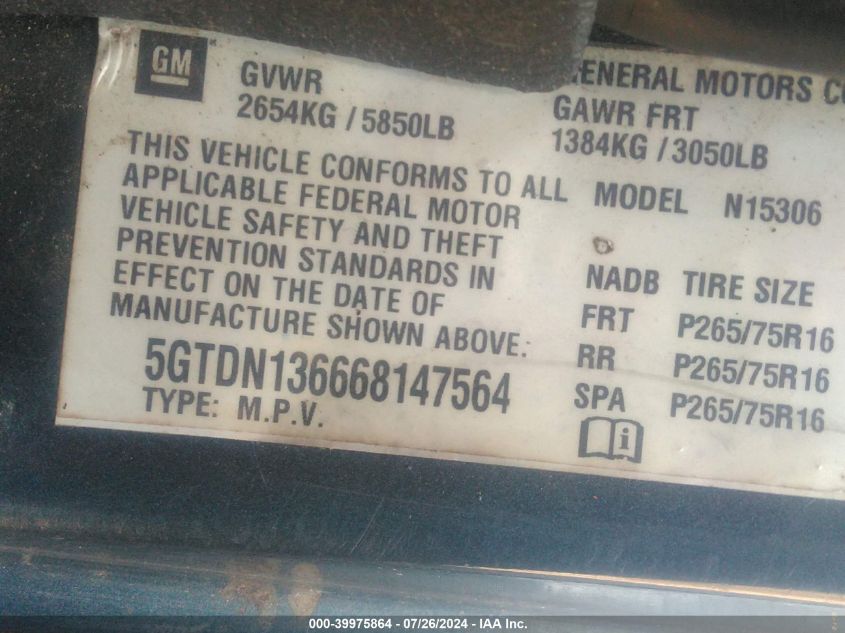 GM
GVWR
2654KG / 5850LB
GENERAL MOTORS
GAWR FRT
1384KG / 3050LB
THIS VEHICLE CONFORMS TO ALL
APPLICABLE FEDERAL MOTOR
VEHICLE SAFETY AND THEFT
PREVENTION STANDARDS IN
EFFECT ON THE DATE OF
MANUFACTURE SHOWN ABOVE:
5GTDN136668147564
TYPE: M.P.V.
MODEL N15306
NADB TIRE SIZE
FRT P265/75R16
RR P265/75R16
SPA P265/75R16
i
000-39975864 / 07/26/2024 - IAA Inc.